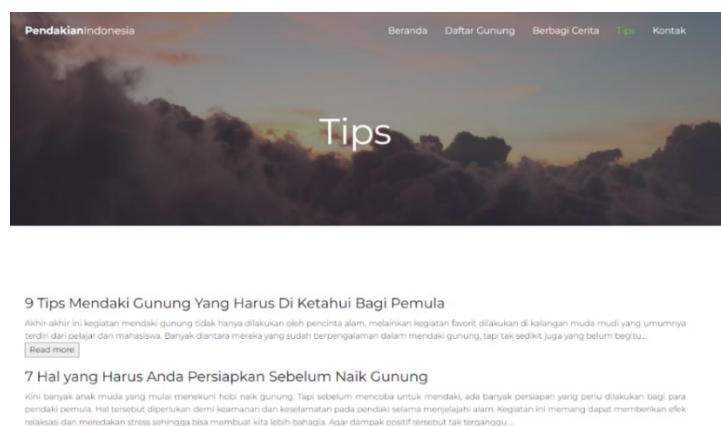 PendakianIndonesia
Beranda Daftar Gunung Berbagi Cerita Tips Kontak
Tips
9 Tips Mendaki Gunung Yang Harus Di Ketahui Bagi Pemula
Akhir-akhir ini kegiatan mendaki gunung tidak hanya dilakukan oleh pencinta alam, melainkan kegiatan favorit dilakukan di kalangan muda mudi yang umumnya
terdiri dari pelajar dan mahasiswa. Banyak diantara mereka yang sudah berpengalaman dalam mendaki gunung, tapi tak sedikit juga yang belum begitu...
Read more
7 Hal yang Harus Anda Persiapkan Sebelum Naik Gunung
Kini banyak anak muda yang mulai menekuni hobi naik gunung. Tapi sebelum mencoba untuk mendaki, ada banyak persiapan yang perlu dilakukan bagi para
pendaki pemula. Hal tersebut diperlukan demi keamanan dan keselamatan pada pendaki selama menjelajahi alam. Kegiatan ini memang dapat memberikan efek
relaksasi dan meredakan stress sehingga bisa membuat kita lebih bahagia. Agar dampak positif tersebut tak terganggu ...